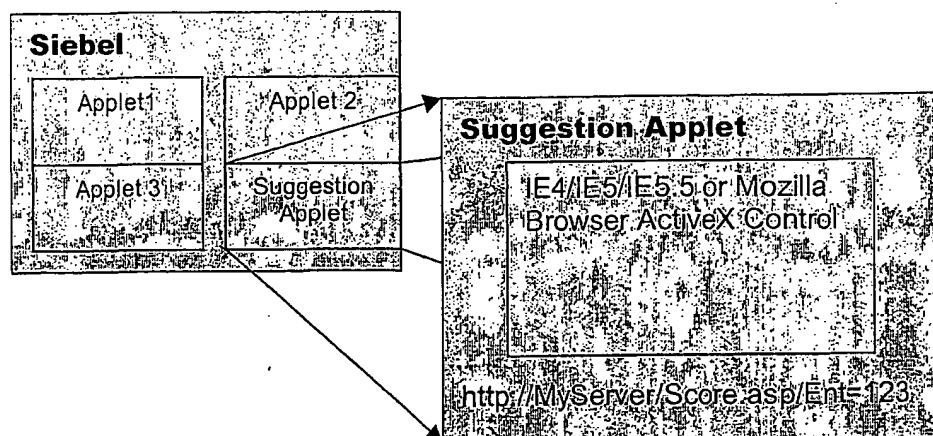 Siebel
Applet1
Applet 2
Applet 3
Suggestion
Applet
Suggestion Applet
IE4/IE5/IE5.5 or Mozilla
Browser ActiveX Control
http://MyServer/Score.asp/Ent=123